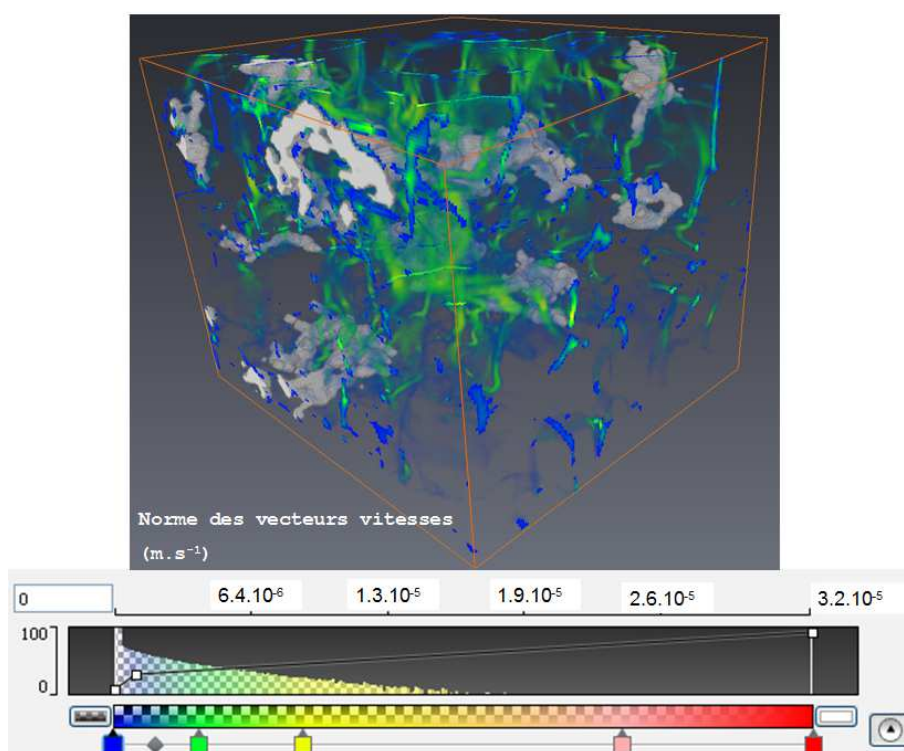 Norme des vecteurs vitesses
(m.s⁻¹)
0 6.4.10⁻⁶ 1.3.10⁻⁵ 1.9.10⁻⁵ 2.6.10⁻⁵ 3.2.10⁻⁵
100
0